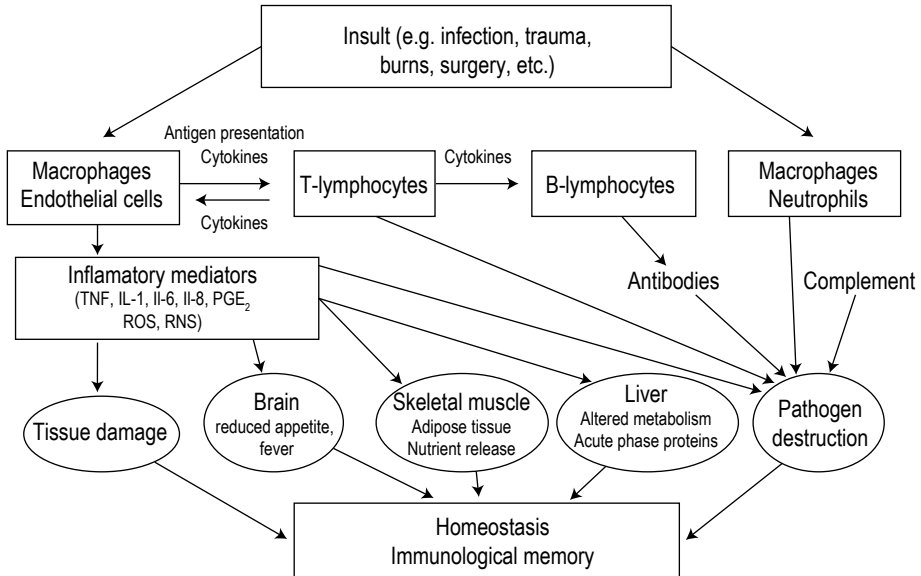 Insult (e.g. infection, trauma,
burns, surgery, etc.)
Antigen presentation
Cytokines
Cytokines
Macrophages
Endothelial cells
T-lymphocytes
Cytokines
B-lymphocytes
Macrophages
Neutrophils
Inflamatory mediators
(TNF, IL-1, Il-6, Il-8, PGE₂
ROS, RNS)
Antibodies
Complement
Tissue damage
Brain
reduced appetite,
fever
Skeletal muscle
Adipose tissue
Nutrient release
Liver
Altered metabolism
Acute phase proteins
Pathogen
destruction
Homeostasis
Immunological memory